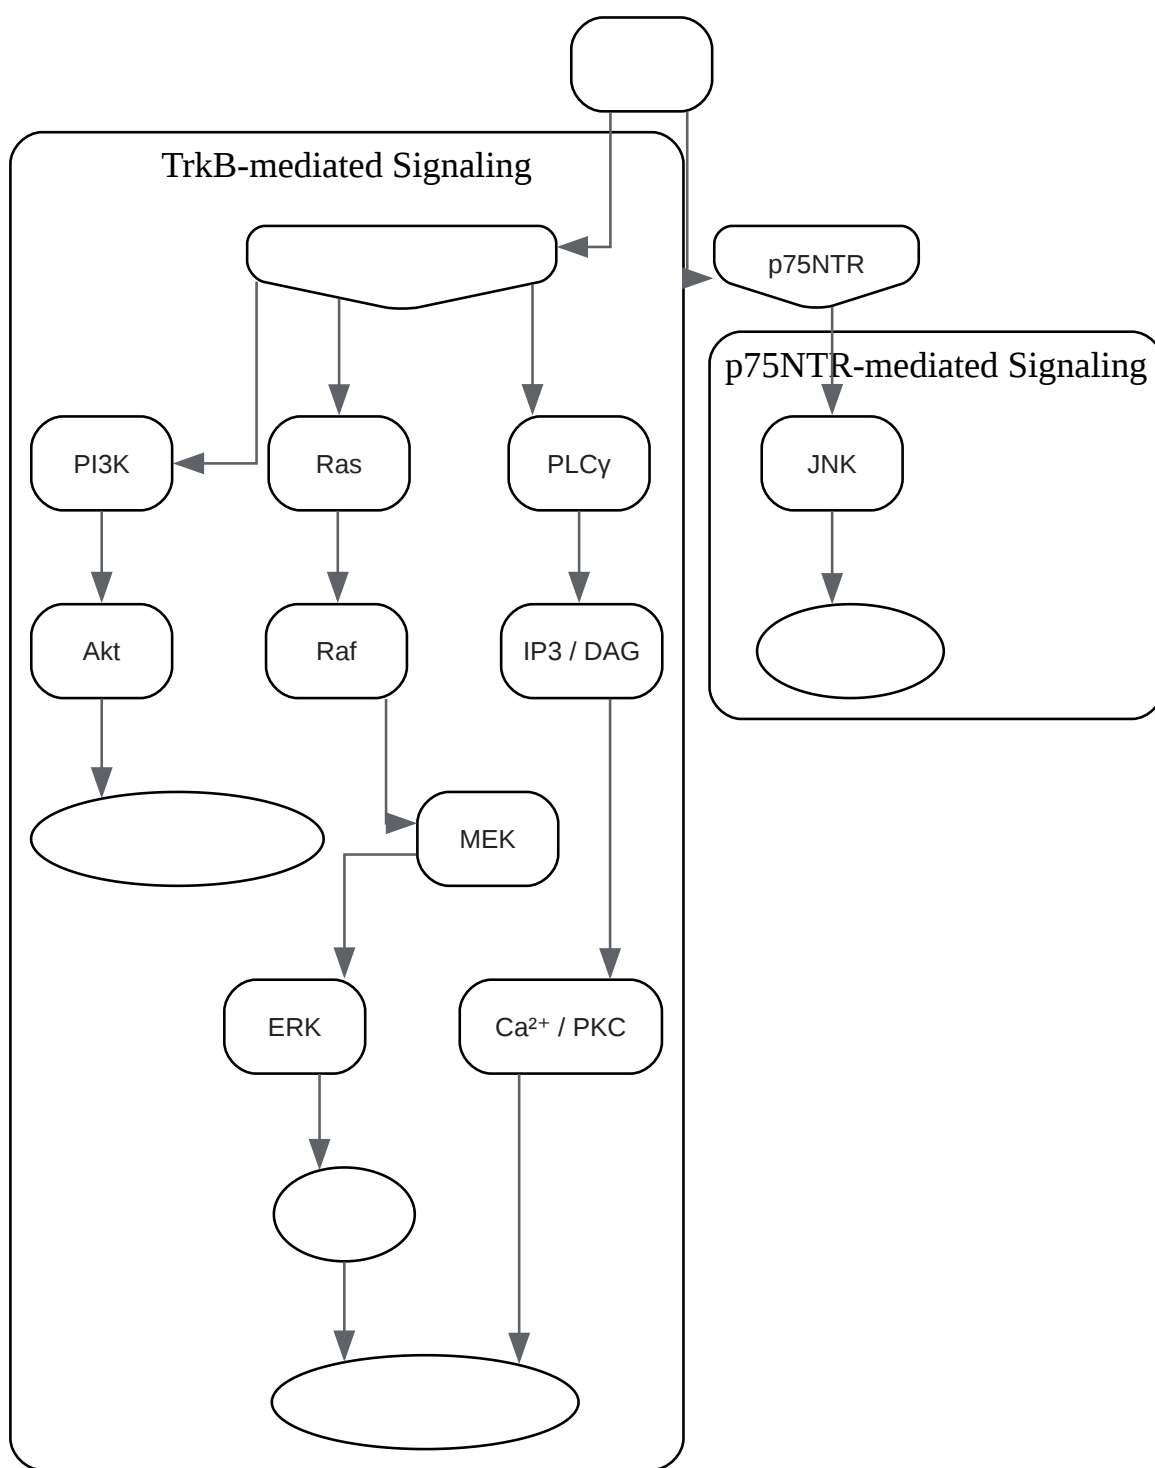 TrkB-mediated Signaling
p75NTR
p75NTR-mediated Signaling
PI3K
Ras
PLCγ
JNK
Akt
Raf
IP3 / DAG
MEK
ERK
Ca²⁺ / PKC